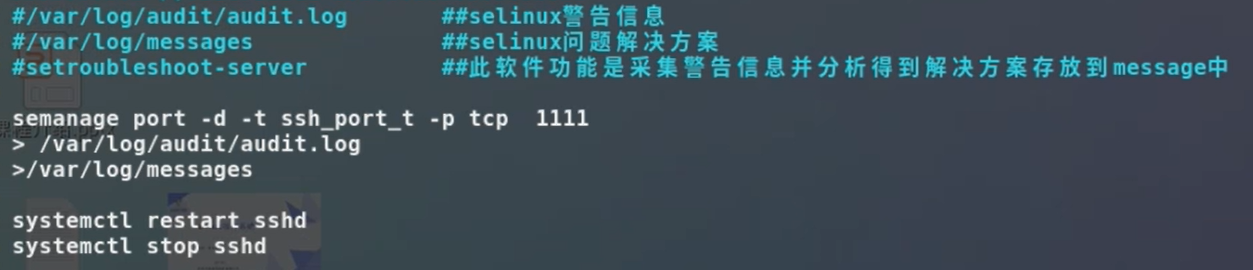 #/var/log/audit/audit.log ##selinux警告信息
#/var/log/messages ##selinux问题解决方案
#setroubleshoot-server ##此软件功能是采集警告信息并分析得到解决方案存放到message中
semanage port -d -t ssh_port_t -p tcp 1111
> /var/log/audit/audit.log
>/var/log/messages
systemctl restart sshd
systemctl stop sshd